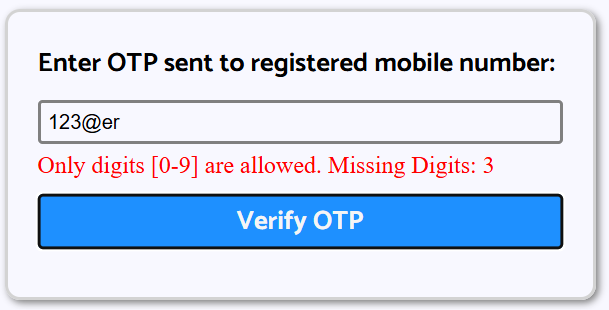 Enter OTP sent to registered mobile number:
123@er
Only digits [0-9] are allowed. Missing Digits: 3
Verify OTP